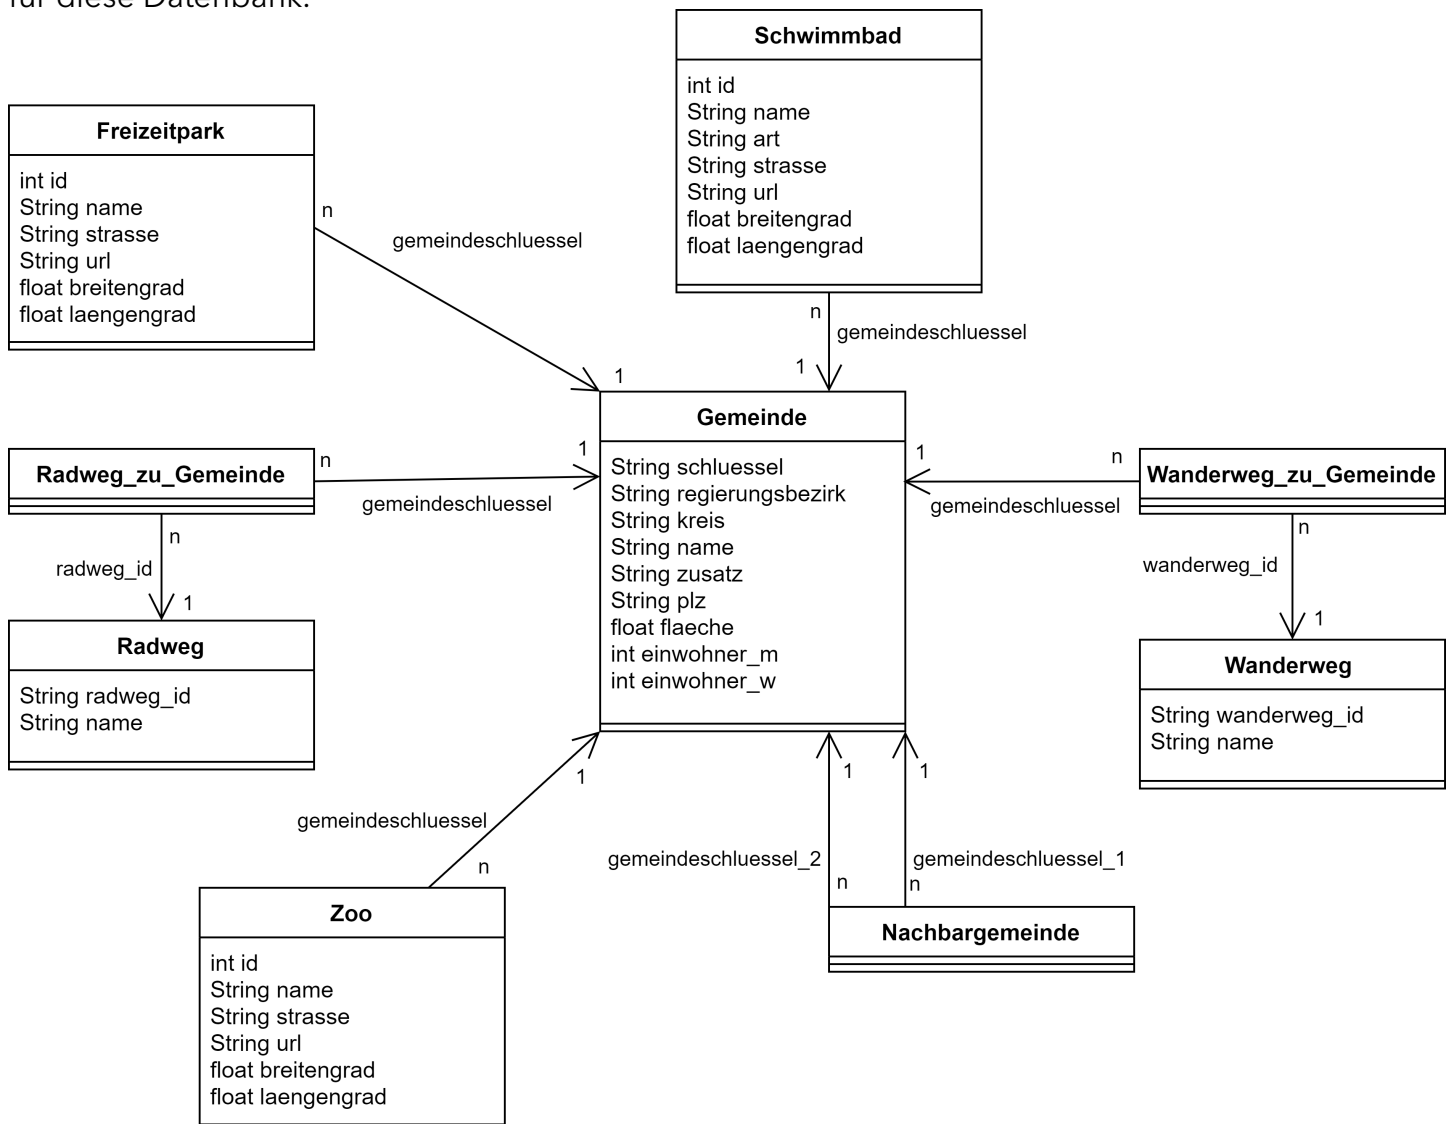 für diese Datenbank.
Schwimmbad
int id
String name
String art
String strasse
String url
float breitengrad
float laengengrad
Freizeitpark
int id
String name
String strasse
String url
float breitengrad
float laengengrad
n
gemeindeschluessel
1
n
gemeindeschluessel
1
Gemeinde
String schluessel
String regierungsbezirk
String kreis
String name
String zusatz
String plz
float flaeche
int einwohner_m
int einwohner_w
Radweg_zu_Gemeinde
n
1
gemeindeschluessel
n
radweg_id
1
Radweg
String radweg_id
String name
1
n
gemeindeschluessel
Wanderweg_zu_Gemeinde
n
wanderweg_id
1
Wanderweg
String wanderweg_id
String name
1
gemeindeschluessel
n
Zoo
int id
String name
String strasse
String url
float breitengrad
float laengengrad
1
1
gemeindeschluessel_2
gemeindeschluessel_1
n
n
Nachbargemeinde